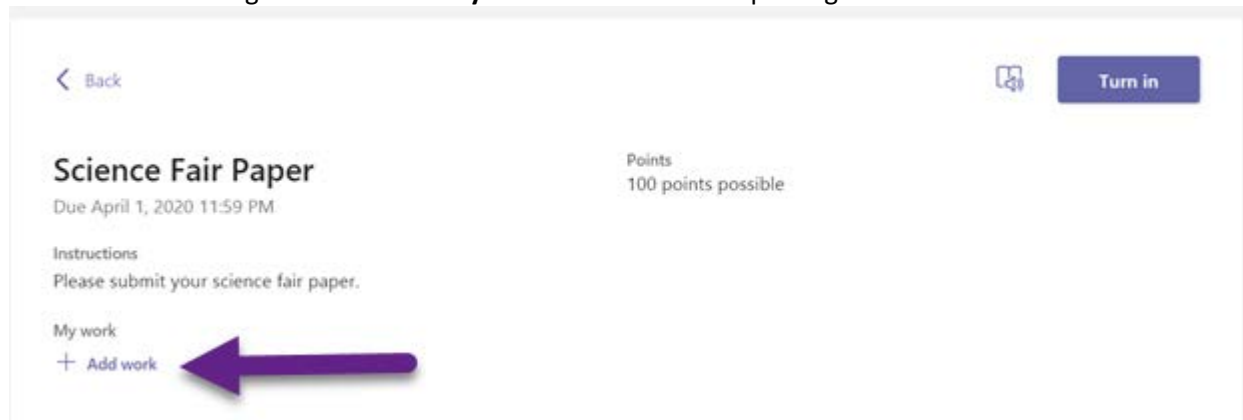 Back
Turn in
Science Fair Paper
Points
100 points possible
Due April 1, 2020 11:59 PM
Instructions
Please submit your science fair paper.
My work
+ Add work